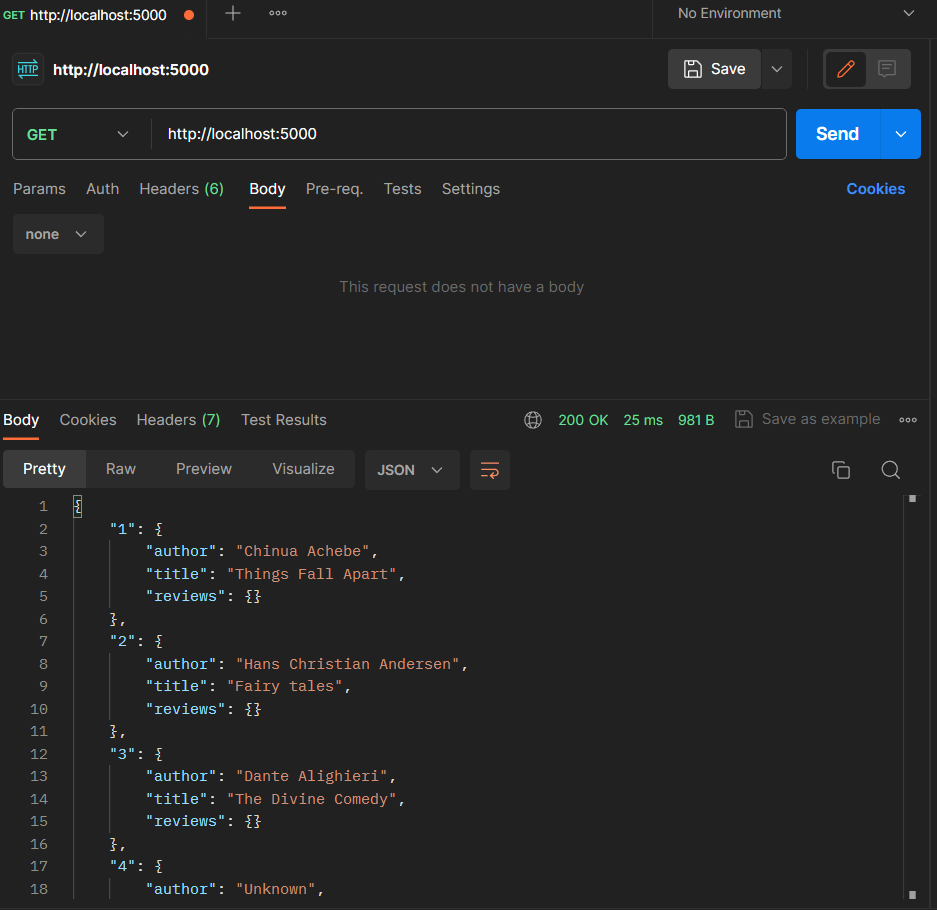 GET http://localhost:5000
No Environment
HTTP http://localhost:5000
Save
GET http://localhost:5000 Send
Params Auth Headers (6) Body Pre-req. Tests Settings Cookies
none
This request does not have a body
Body Cookies Headers (7) Test Results 200 OK 25 ms 981 B Save as example
Pretty Raw Preview Visualize JSON
1 {
2 "1": {
3 "author": "Chinua Achebe",
4 "title": "Things Fall Apart",
5 "reviews": {}
6 },
7 "2": {
8 "author": "Hans Christian Andersen",
9 "title": "Fairy tales",
10 "reviews": {}
11 },
12 "3": {
13 "author": "Dante Alighieri",
14 "title": "The Divine Comedy",
15 "reviews": {}
16 },
17 "4": {
18 "author": "Unknown",